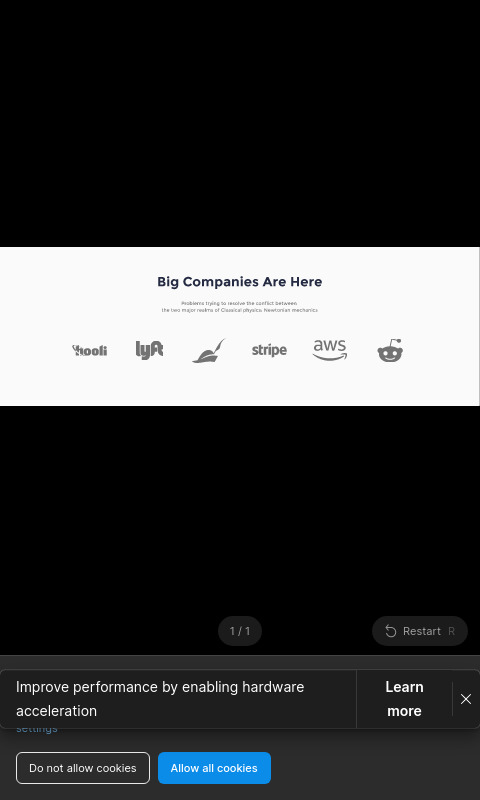 Big Companies Are Here
Problems trying to resolve the conflict between
the two major realms of Classical physics: Newtonian mechanics
hooli
lyft
stripe
aws
1 / 1
Restart R
Improve performance by enabling hardware
acceleration
Learn
more
settings
Do not allow cookies
Allow all cookies